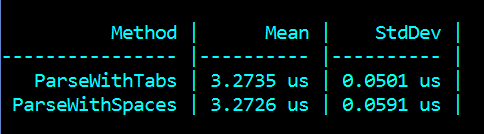 Method | Mean | StdDev |
---------------- |---------- |---------- |
ParseWithTabs | 3.2735 us | 0.0501 us |
ParseWithSpaces | 3.2726 us | 0.0591 us |